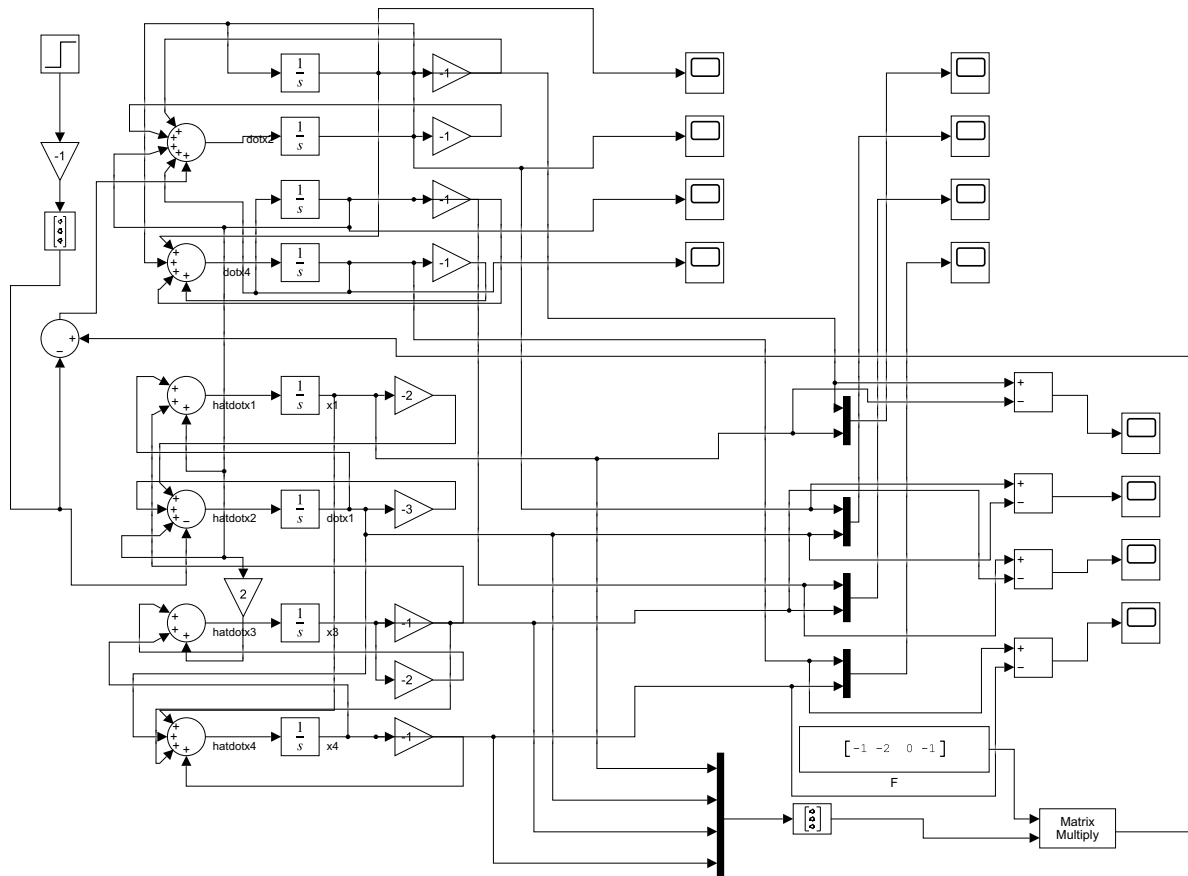 1
s
-1
-1
+
+
+
+
+
dotx2
1
s
-1
1
s
-1
+
+
+
+
+
dotx4
1
s
-1
+
−
+
+
+
hatdotx1
1
s
x1
-2
+
−
+
+
+
−
hatdotx2
1
s
dotx1
-3
+
−
2
+
−
+
+
+
hatdotx3
1
s
x3
-1
-2
+
−
+
+
+
+
hatdotx4
1
s
x4
-1
[-1 -2 0 -1]
F
Matrix
Multiply